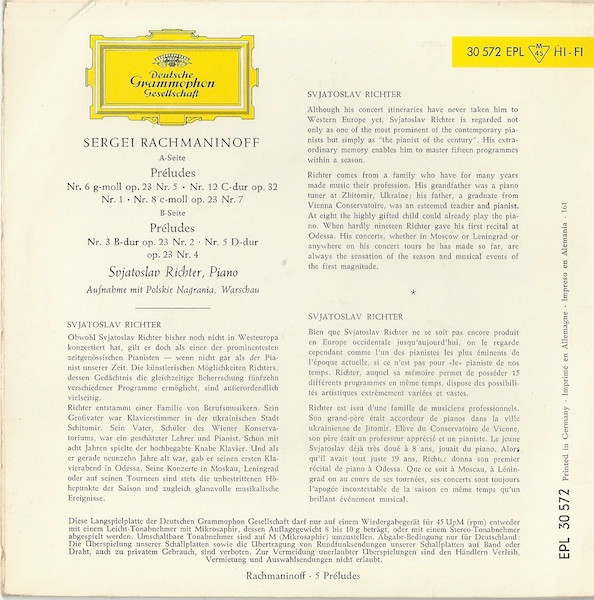 Deutsche
Grammophon
Gesellschaft
30 572 EPL M 45 HI-FI
SERGEI RACHMANINOFF
A-Seite
Préludes
Nr. 6 g-moll op. 23 Nr. 5 · Nr. 12 C-dur op. 32
Nr. 1 · Nr. 8 c-moll op. 23 Nr. 7
B-Seite
Préludes
Nr. 3 B-dur op. 23 Nr. 2 · Nr. 5 D-dur
op. 23 Nr. 4
Svjatoslav Richter, Piano
Aufnahme mit Polskie Nagrania, Warschau
SVJATOSLAV RICHTER
Obwohl Svjatoslav Richter bisher noch nicht in Westeuropa
konzertiert hat, gilt er doch als einer der prominentesten
zeitgenössischen Pianisten — wenn nicht gar als der Pia-
nist unserer Zeit. Die künstlerischen Möglichkeiten Richters,
dessen Gedächtnis die gleichzeitige Beherrschung fünfzehn
verschiedener Programme ermöglicht, sind außerordentlich
vielseitig.
Richter entstammt einer Familie von Berufsmusikern. Sein
Großvater war Klavierstimmer in der ukrainischen Stadt
Schitomir. Sein Vater, Schüler des Wiener Konserva-
toriums, war ein geschätzter Lehrer und Pianist. Schon mit
acht Jahren spielte der hochbegabte Knabe Klavier. Und als
er gerade neunzehn Jahre alt war, gab er seinen ersten Kla-
vierabend in Odessa. Seine Konzerte in Moskau, Leningrad
oder auf seinen Tourneen sind stets die unbestrittenen Hö-
hepunkte der Saison und zugleich glanzvolle musikalische
Ereignisse.
SVJATOSLAV RICHTER
Although his concert itineraries have never taken him to
Western Europe yet, Svjatoslav Richter is regarded not
only as one of the most prominent of the contemporary pia-
nists but simply as "the pianist of the century". His extra-
ordinary memory enables him to master fifteen programmes
within a season.
Richter comes from a family who have for many years
made music their profession. His grandfather was a piano
tuner at Zhitomir, Ukraine; his father, a graduate from
Vienna Conservatoire, was an esteemed teacher and pianist.
At eight the highly gifted child could already play the pia-
no. When hardly nineteen Richter gave his first recital at
Odessa. His concerts, whether in Moscow or Leningrad or
anywhere on his concert tours he has made so far, are
always the sensation of the season and musical events of
the first magnitude.
*
SVJATOSLAV RICHTER
Bien que Svjatoslav Richter ne se soit pas encore produit
en Europe occidentale jusqu'aujourd'hui, on le regarde
cependant comme l'un des pianistes les plus éminents de
l'époque actuelle, si ce n'est pas pour «le» pianiste de nos
temps. Richter, auquel sa mémoire permet de posséder 15
différents programmes en même temps, dispose des possibili-
tés artistiques extrêmement variées et vastes.
Richter est issu d'une famille de musiciens professionnels.
Son grand-père était accordeur de pianos dans la ville
ukrainienne de Jitomir. Elève du Conservatoire de Vienne,
son père était un professeur apprécié et un pianiste. Le jeune
Svjatoslav déjà très doué à 8 ans, jouait du piano. Alors
qu'il avait tout juste 19 ans, Richter donna son premier
récital de piano à Odessa. Que ce soit à Moscou, à Lénin-
grad ou au cours de ses tournées, ses concerts sont toujours
l'apogée incontestable de la saison en même temps qu'un
brillant événement musical.
Diese Langspielplatte der Deutschen Grammophon Gesellschaft darf nur auf einem Wiedergabegerät für 45 UpM (rpm) entweder
mit einem Leicht-Tonabnehmer mit Mikrosaphir, dessen Auflagegewicht 8 bis 10 g beträgt, oder mit einem Stereo-Tonabnehmer
abgespielt werden. Umschaltbare Tonabnehmer sind auf M (Mikrosaphir) umzustellen. Abgabe-Bedingung nur für Deutschland:
Die Überspielung unserer Schallplatten sowie die Übertragung von Rundfunksendungen unserer Schallplatten auf Band oder
Draht, auch zu privatem Gebrauch, sind verboten. Zur Vermeidung unerlaubter Überspielungen sind den Händlern Verleih,
Vermietung und Auswahlsendungen nicht erlaubt.
Rachmaninoff - 5 Préludes
EPL 30 572
Printed in Germany - Imprimé en Allemagne - Impreso en Alemania - 161